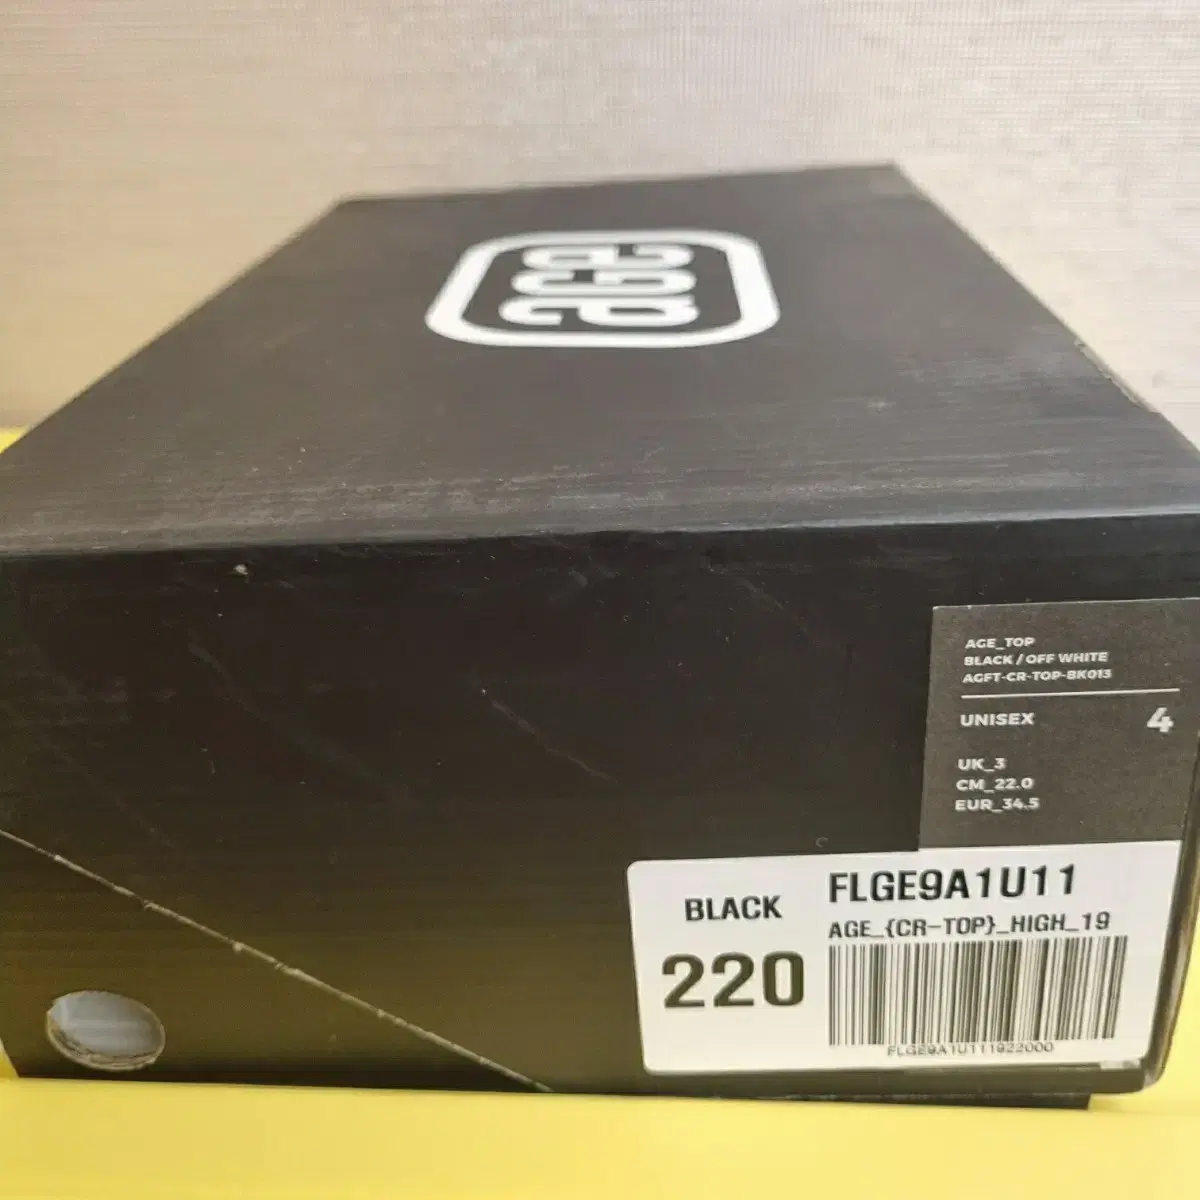 age
AGE_TOP
BLACK / OFF WHITE
AGFT-CR-TOP-BK013
UNISEX 4
UK_3
CM_22.0
EUR_34.5
BLACK
220
FLGE9A1U11
AGE_{CR-TOP}_HIGH_19
FLGE9A1U111922000